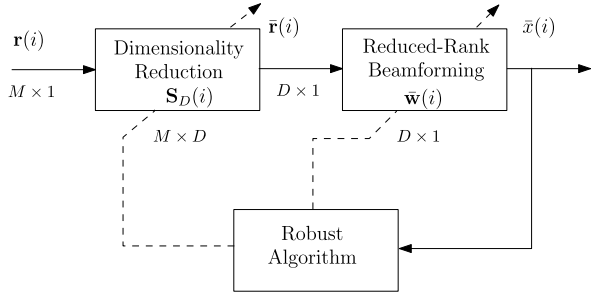 r(i)
M × 1
Dimensionality
Reduction
S_D(i)
M × D
r̄(i)
D × 1
Reduced-Rank
Beamforming
w̄(i)
D × 1
x̄(i)
Robust
Algorithm